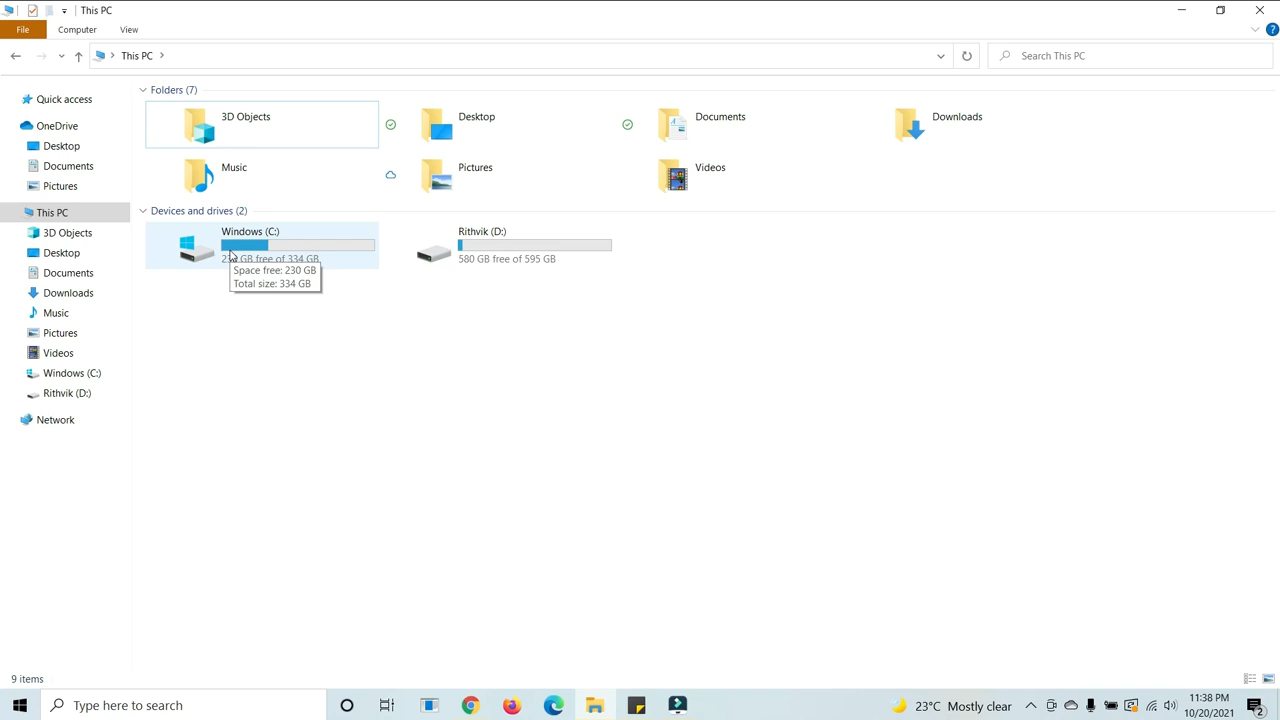 This PC
File Computer View
This PC
Search This PC
Quick access
OneDrive
Desktop
Documents
Pictures
This PC
3D Objects
Desktop
Documents
Downloads
Music
Pictures
Videos
Windows (C:)
Rithvik (D:)
Network
Folders (7)
3D Objects
Desktop
Documents
Downloads
Music
Pictures
Videos
Devices and drives (2)
Windows (C:)
GB free of 334 GB
Space free: 230 GB
Total size: 334 GB
Rithvik (D:)
580 GB free of 595 GB
9 items
Type here to search
23°C Mostly clear
11:38 PM
10/20/2021
2